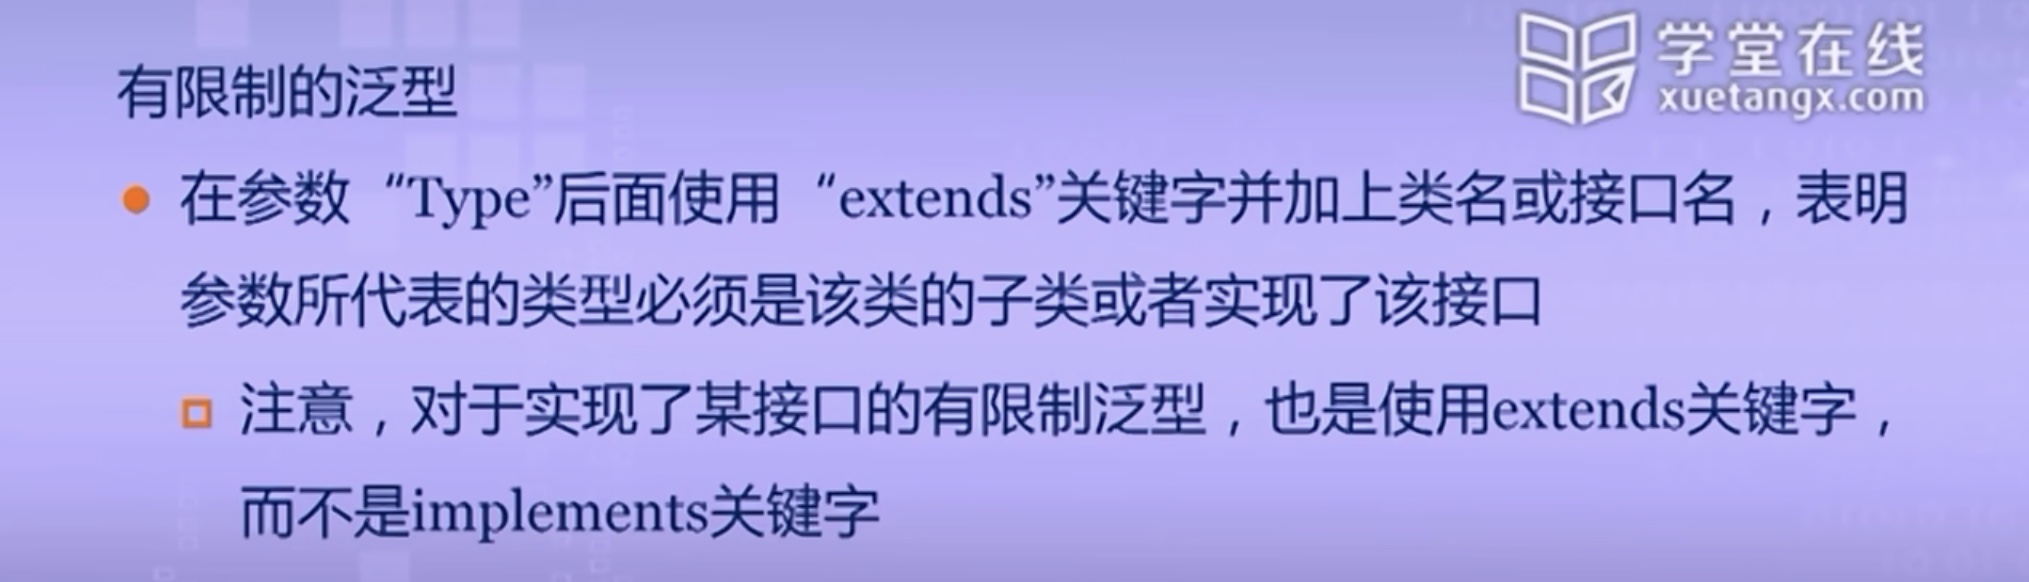 学堂在线
xuetangx.com
有限制的泛型
在参数“Type”后面使用“extends”关键字并加上类名或接口名，表明
参数所代表的类型必须是该类的子类或者实现了该接口
注意，对于实现了某接口的有限制泛型，也是使用extends关键字，
而不是implements关键字